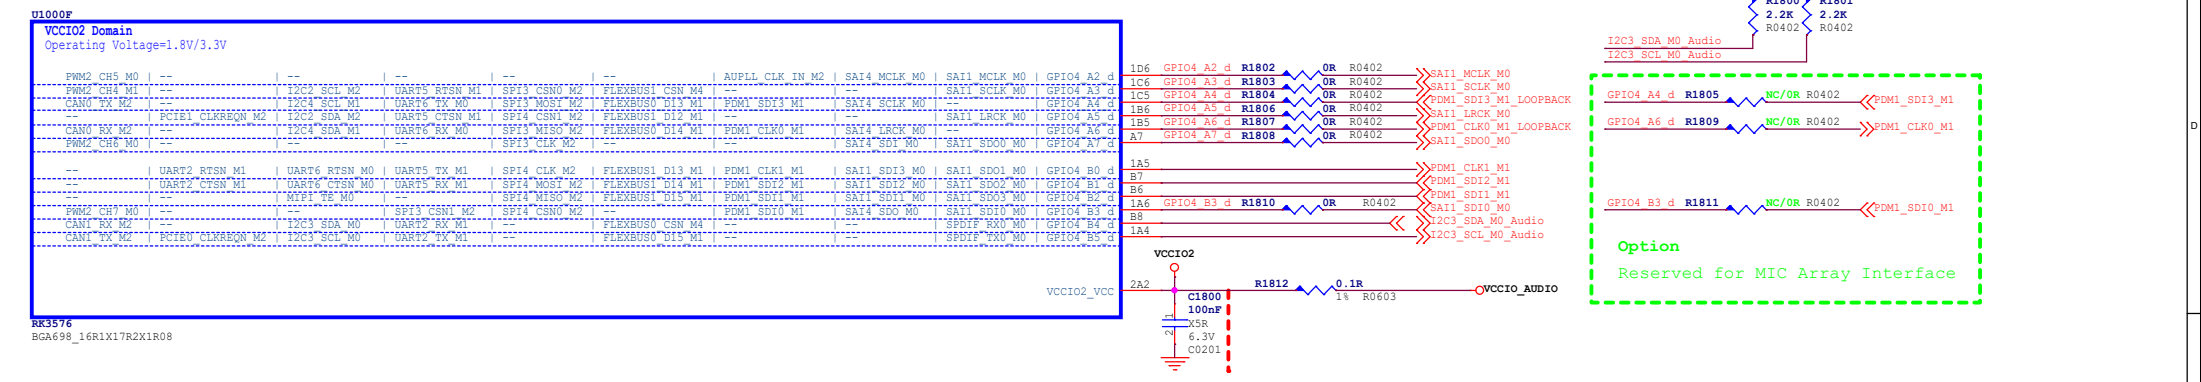 U1000F
VCCIO2 Domain
Operating Voltage=1.8V/3.3V
PWM2_CH5_M0 | -- | -- | -- | -- | -- | AUPLL_CLK_IN_M2 | SAI4_MCLK_M0 | SAI1_MCLK_M0 | GPIO4_A2_d
PWM2_CH4_M1 | -- | I2C2_SCL_M2 | UART5_RTSN_M1 | SPI3_CSN0_M2 | FLEXBUS1_CSN_M4 | -- | -- | SAI1_SCLK_M0 | GPIO4_A3_d
CAN0_TX_M2 | -- | I2C4_SCL_M1 | UART6_TX_M0 | SPI3_MOSI_M2 | FLEXBUS0_D13_M1 | PDM1_SDI3_M1 | SAI4_SCLK_M0 | -- | GPIO4_A4_d
-- | PCIE1_CLKREQN_M2 | I2C2_SDA_M2 | UART5_CTSN_M1 | SPI4_CSN1_M2 | FLEXBUS1_D12_M1 | -- | -- | SAI1_LRCK_M0 | GPIO4_A5_d
CAN0_RX_M2 | -- | I2C4_SDA_M1 | UART6_RX_M0 | SPI3_MISO_M2 | FLEXBUS0_D14_M1 | PDM1_CLK0_M1 | SAI4_LRCK_M0 | -- | GPIO4_A6_d
PWM2_CH6_M0 | -- | -- | -- | SPI3_CLK_M2 | -- | -- | SAI4_SDI_M0 | SAI1_SDO0_M0 | GPIO4_A7_d
-- | UART2_RTSN_M1 | UART6_RTSN_M0 | UART5_TX_M1 | SPI4_CLK_M2 | FLEXBUS1_D13_M1 | PDM1_CLK1_M1 | SAI1_SDI3_M0 | SAI1_SDO1_M0 | GPIO4_B0_d
-- | UART2_CTSN_M1 | UART6_CTSN_M0 | UART5_RX_M1 | SPI4_MOSI_M2 | FLEXBUS1_D14_M1 | PDM1_SDI2_M1 | SAI1_SDI2_M0 | SAI1_SDO2_M0 | GPIO4_B1_d
-- | -- | MIPI_TE_M0 | -- | SPI4_MISO_M2 | FLEXBUS1_D15_M1 | PDM1_SDI1_M1 | SAI1_SDI1_M0 | SAI1_SDO3_M0 | GPIO4_B2_d
PWM2_CH7_M0 | -- | -- | SPI3_CSN1_M2 | SPI4_CSN0_M2 | -- | PDM1_SDI0_M1 | SAI4_SDO_M0 | SAI1_SDI0_M0 | GPIO4_B3_d
CAN1_RX_M2 | -- | I2C3_SDA_M0 | UART2_RX_M1 | -- | FLEXBUS0_CSN_M4 | -- | -- | SPDIF_RX0_M0 | GPIO4_B4_d
CAN1_TX_M2 | PCIE0_CLKREQN_M2 | I2C3_SCL_M0 | UART2_TX_M1 | -- | FLEXBUS0_D15_M1 | -- | -- | SPDIF_TX0_M0 | GPIO4_B5_d
VCCIO2_VCC
RK3576
BGA698_16R1X17R2X1R08
1D6 GPIO4_A2_d R1802 0R R0402 SAI1_MCLK_M0
1C6 GPIO4_A3_d R1803 0R R0402 SAI1_SCLK_M0
1C5 GPIO4_A4_d R1804 0R R0402 PDM1_SDI3_M1_LOOPBACK
1B6 GPIO4_A5_d R1806 0R R0402 SAI1_LRCK_M0
1B5 GPIO4_A6_d R1807 0R R0402 PDM1_CLK0_M1_LOOPBACK
A7 GPIO4_A7_d R1808 0R R0402 SAI1_SDO0_M0
1A5 PDM1_CLK1_M1
B7 PDM1_SDI2_M1
B6 PDM1_SDI1_M1
1A6 GPIO4_B3_d R1810 0R R0402 SAI1_SDI0_M0
B8 I2C3_SDA_M0_Audio
1A4 I2C3_SCL_M0_Audio
VCCIO2
2A2 R1812 0.1R VCCIO_AUDIO
1% R0603
C1800
100nF
1
X5R
2
6.3V
C0201
R1800 R1801
2.2K 2.2K
R0402 R0402
I2C3_SDA_M0_Audio
I2C3_SCL_M0_Audio
GPIO4_A4_d R1805 NC/0R R0402 PDM1_SDI3_M1
GPIO4_A6_d R1809 NC/0R R0402 PDM1_CLK0_M1
GPIO4_B3_d R1811 NC/0R R0402 PDM1_SDI0_M1
Option
Reserved for MIC Array Interface
D